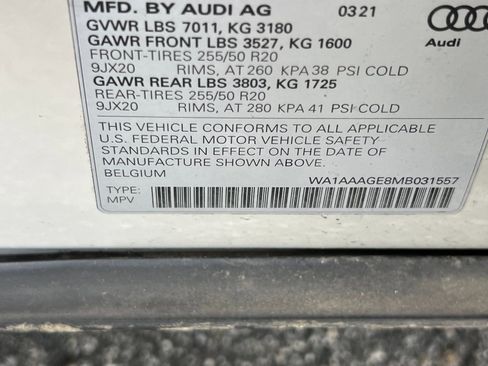 MFD. BY AUDI AG 03 21
GVWR LBS 7011, KG 3180
GAWR FRONT LBS 3527, KG 1600
FRONT-TIRES 255/50 R20
9JX20 RIMS, AT 260 KPA 38 PSI COLD
GAWR REAR LBS 3803, KG 1725
REAR-TIRES 255/50 R20
9JX20 RIMS, AT 280 KPA 41 PSI COLD
Audi
THIS VEHICLE CONFORMS TO ALL APPLICABLE
U.S. FEDERAL MOTOR VEHICLE SAFETY
STANDARDS IN EFFECT ON THE DATE OF
MANUFACTURE SHOWN ABOVE.
BELGIUM WA1AAAGE8MB031557
TYPE:
MPV